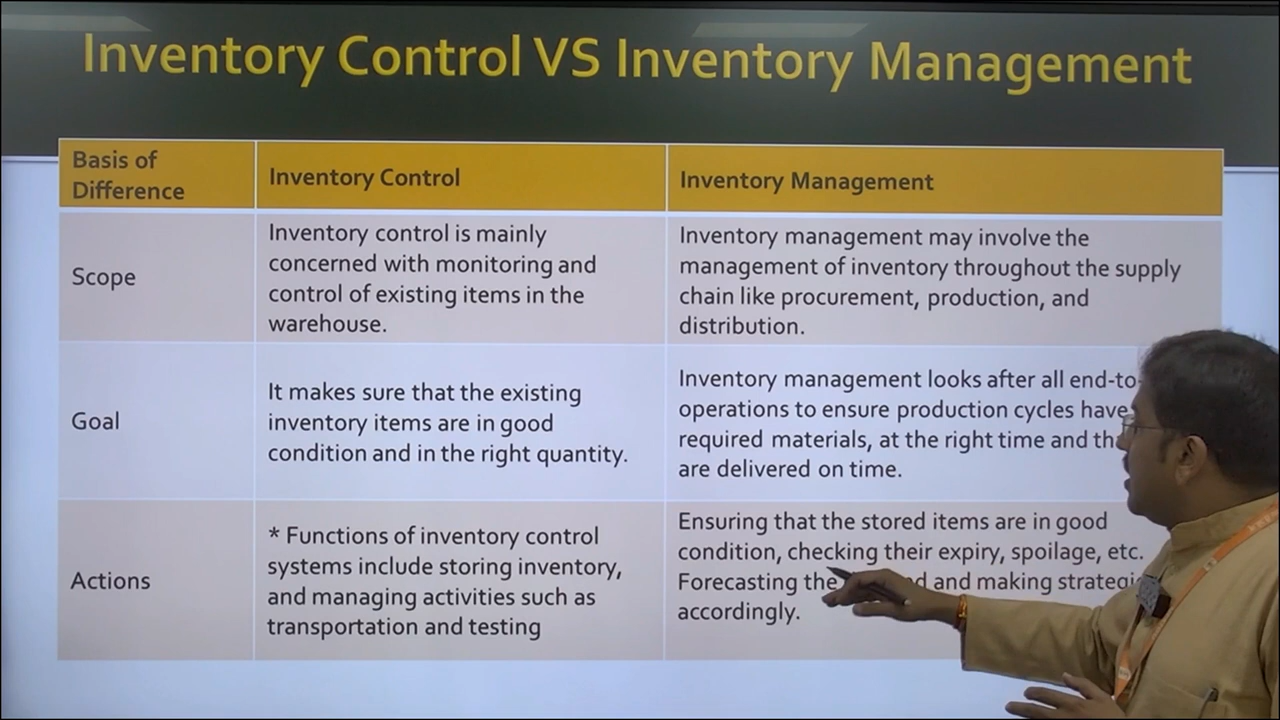 Inventory Control VS Inventory Management
Basis of
Difference
Inventory Control
Inventory Management
Scope
Inventory control is mainly
concerned with monitoring and
control of existing items in the
warehouse.
Inventory management may involve the
management of inventory throughout the supply
chain like procurement, production, and
distribution.
Goal
It makes sure that the existing
inventory items are in good
condition and in the right quantity.
Inventory management looks after all end-to-
operations to ensure production cycles have
required materials, at the right time and
are delivered on time.
Actions
* Functions of inventory control
systems include storing inventory,
and managing activities such as
transportation and testing
Ensuring that the stored items are in good
condition, checking their expiry, spoilage, etc.
Forecasting the and making
accordingly.